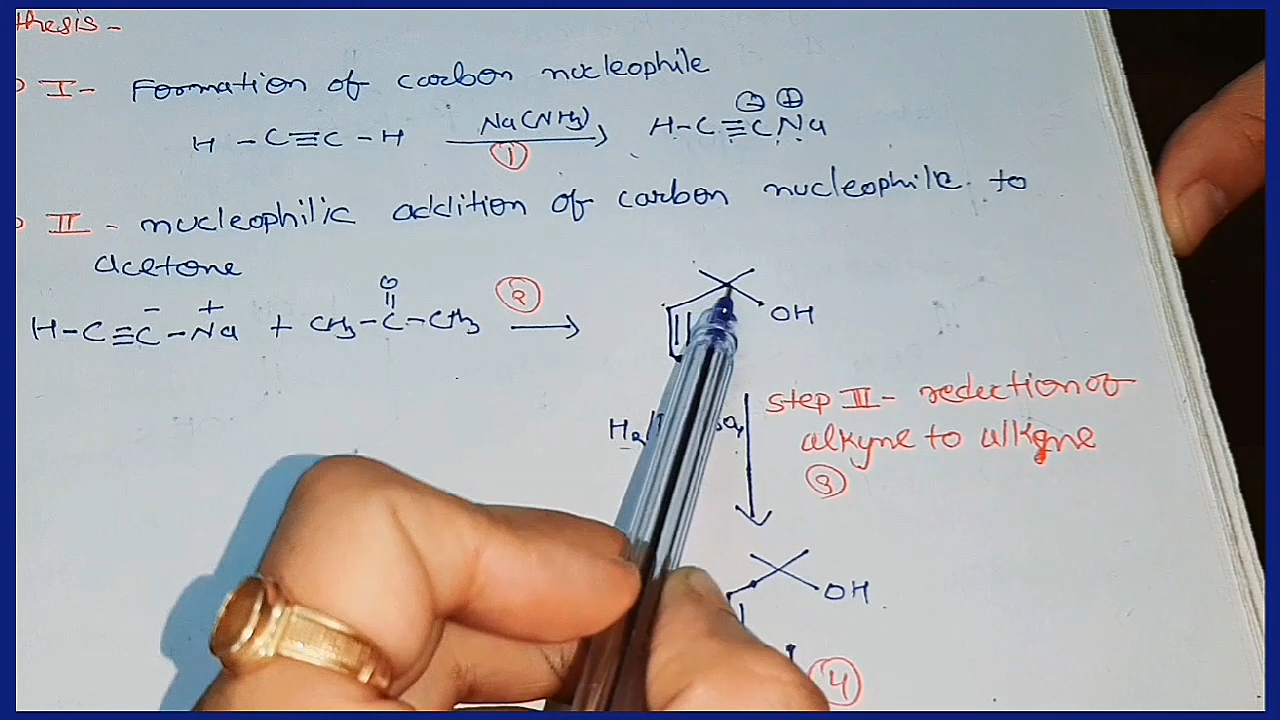 thesis -
I - Formation of carbon nucleophile
H - C ≡ C - H Na(NH3) H - C ≡ C Na
⊖ ⊕
①
II - nucleophilic addition of carbon nucleophile to
acetone
O
- +
H - C ≡ C - Na + CH3 - C - CH3 ②
OH
step III - reduction of
H2/
alkyne to alkene
③
OH
④